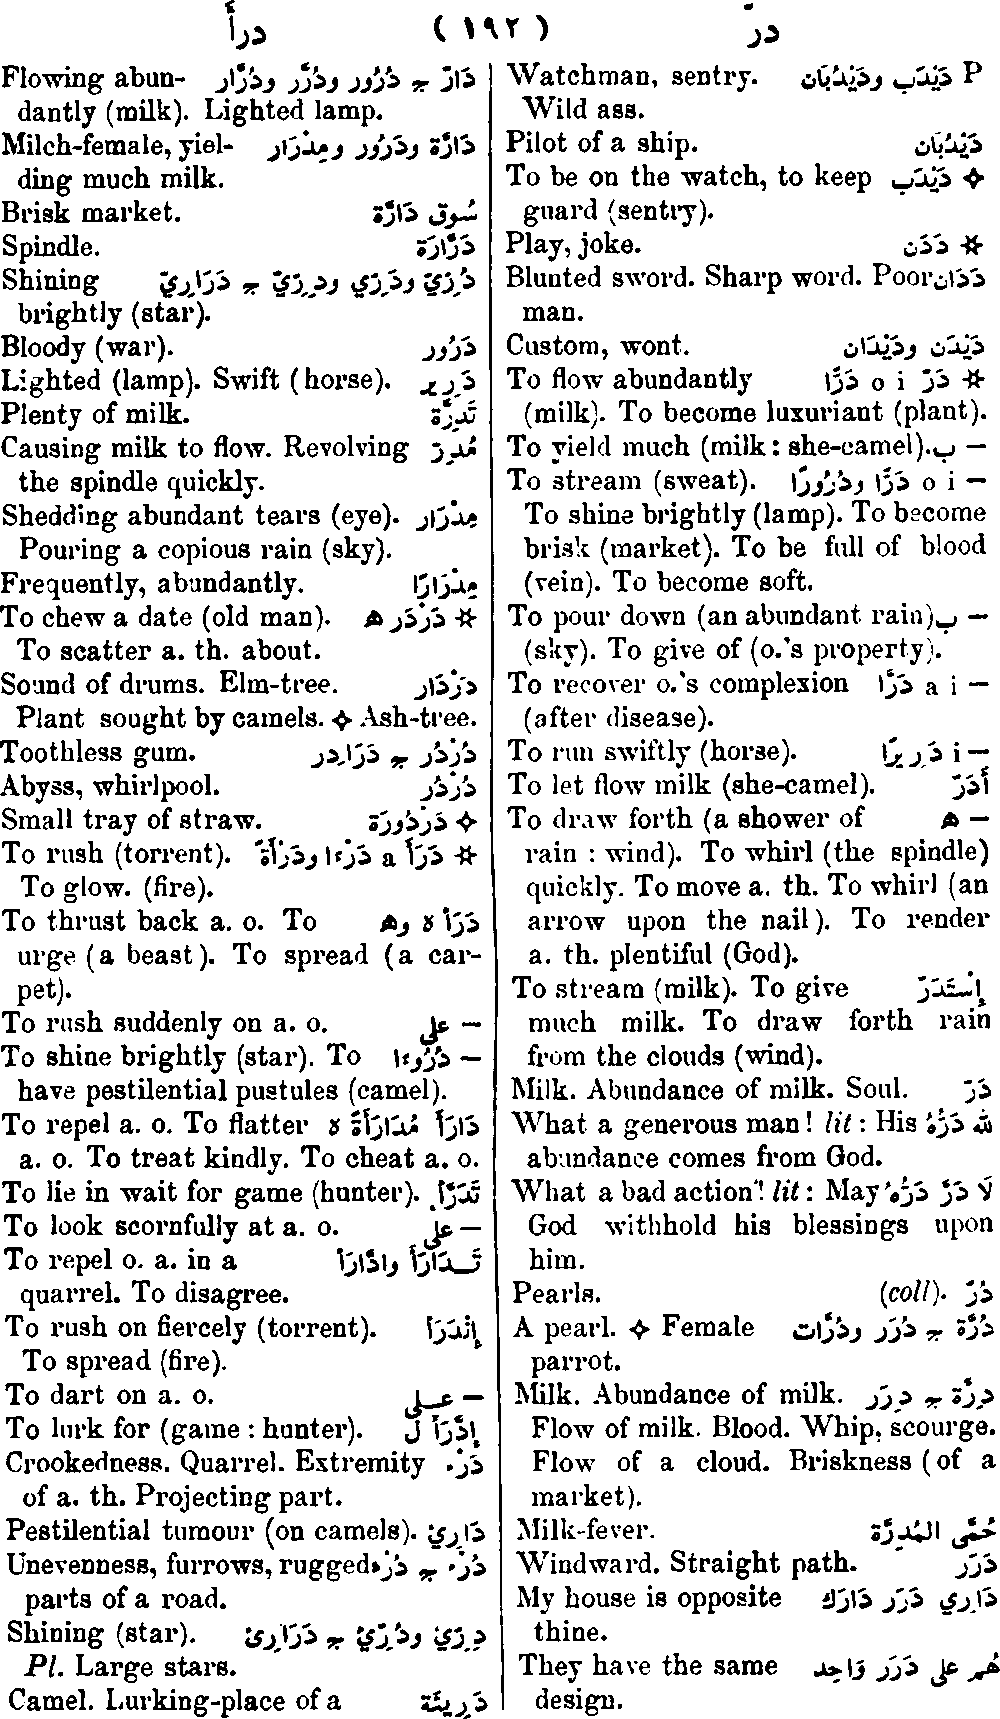 درأ ( ١٩٢ ) درّ
Watchman, sentry. دَيْدَب ودَيْدُبَان P
Wild ass.
Pilot of a ship. دَيْدُبَان
To be on the watch, to keep دَيْدَب ✧
guard (sentry).
Play, joke. دَدَن ☆
Blunted sword. Sharp word. Poor دَدَان
man.
Custom, wont. دَيْدَن ودَيْدَان
To flow abundantly دَرَّ o i دَرًّا ☆
(milk). To become luxuriant (plant).
To yield much (milk : she-camel). ب –
To stream (sweat). دَرًّا ودُرُورًا o i –
To shine brightly (lamp). To become
brisk (market). To be full of blood
(vein). To become soft.
To pour down (an abundant rain) ب –
(sky). To give of (o.'s property).
To recover o.'s complexion دَرًّا a i –
(after disease).
To run swiftly (horse). دَرِيرًا i –
To let flow milk (she-camel). أَدَرَّ
To draw forth (a shower of ه –
rain : wind). To whirl (the spindle)
quickly. To move a. th. To whirl (an
arrow upon the nail). To render
a. th. plentiful (God).
To stream (milk). To give إِسْتَدَرَّ
much milk. To draw forth rain
from the clouds (wind).
Milk. Abundance of milk. Soul. دَرّ
What a generous man ! lit : His لله دَرُّهُ
abundance comes from God.
What a bad action ! lit : May لَا دَرَّ دَرُّهُ
God withhold his blessings upon
him.
Pearls. (coll). دُرّ
A pearl. ✧ Female دُرَّة ج دُرَر ودُرَّات
parrot.
Milk. Abundance of milk. دِرَّة ج دِرَر
Flow of milk. Blood. Whip, scourge.
Flow of a cloud. Briskness (of a
market).
Milk-fever. حُمَّى المُدِرَّة
Windward. Straight path. دَرَر
My house is opposite دَارِي دَرَر دَارك
thine.
They have the same هُم على دَرَر وَاحِد
design.
Flowing abun- دَارّ ج دُرُور ودُرَّر ودُرَّار
dantly (milk). Lighted lamp.
Milch-female, yiel- دَارَّة ودَرُور ومِدْرَار
ding much milk.
Brisk market. سُوق دَارَّة
Spindle. دَرَّارَة
Shining دُرِّيّ ودَرِّيّ ودِرِّيّ ج دَرَارِيّ
brightly (star).
Bloody (war). دَرُور
Lighted (lamp). Swift (horse). دَرِير
Plenty of milk. تَدِرَّة
Causing milk to flow. Revolving مُدِرّ
the spindle quickly.
Shedding abundant tears (eye). مِدْرَار
Pouring a copious rain (sky).
Frequently, abundantly. مِدْرَارًا
To chew a date (old man). دَرْدَر ه ☆
To scatter a. th. about.
Sound of drums. Elm-tree. دَرْدَار
Plant sought by camels. ✧ Ash-tree.
Toothless gum. دُرْدُر ج دَرَادِر
Abyss, whirlpool. دُرْدُر
Small tray of straw. دَرْدُورَة ✧
To rush (torrent). دَرَأَ a دَرْءًا ودَرْأَةً ☆
To glow. (fire).
To thrust back a. o. To دَرَأ ه وه
urge (a beast). To spread (a car-
pet).
To rush suddenly on a. o. على –
To shine brightly (star). To دُرُوءًا –
have pestilential pustules (camel).
To repel a. o. To flatter دَارَأَ مُدَارَأَةً ه
a. o. To treat kindly. To cheat a. o.
To lie in wait for game (hunter). تَدَرَّأَ
To look scornfully at a. o. على –
To repel o. a. in a تَدَارَأَ وادَّارَأَ
quarrel. To disagree.
To rush on fiercely (torrent). إِنْدَرَأَ
To spread (fire).
To dart on a. o. على –
To lurk for (game : hunter). إِدَّرَأَ ل
Crookedness. Quarrel. Extremity دَرْء
of a. th. Projecting part.
Pestilential tumour (on camels). دَارِئ
Unevenness, furrows, rugged دَرْء ج دُرُوء
parts of a road.
Shining (star). دِرِّيْ ودُرِّيْ ج دَرَارِئ
Pl. Large stars.
Camel. Lurking-place of a دَرِيئَة